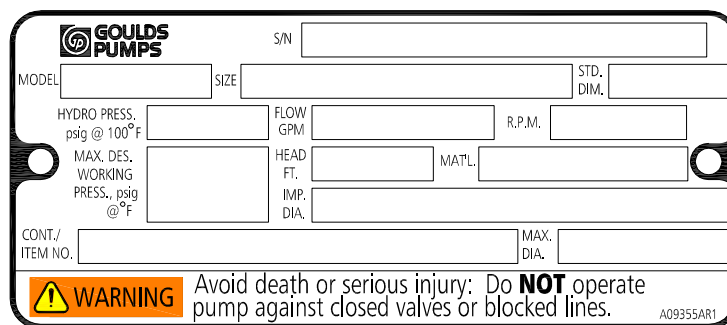 GOULDS PUMPS
S/N
MODEL
SIZE
STD. DIM.
HYDRO PRESS. psig @ 100°F
FLOW GPM
R.P.M.
MAX. DES. WORKING PRESS., psig @°F
HEAD FT.
MAT'L.
IMP. DIA.
CONT./ ITEM NO.
MAX. DIA.
WARNING
Avoid death or serious injury: Do NOT operate
pump against closed valves or blocked lines.
A09355AR1